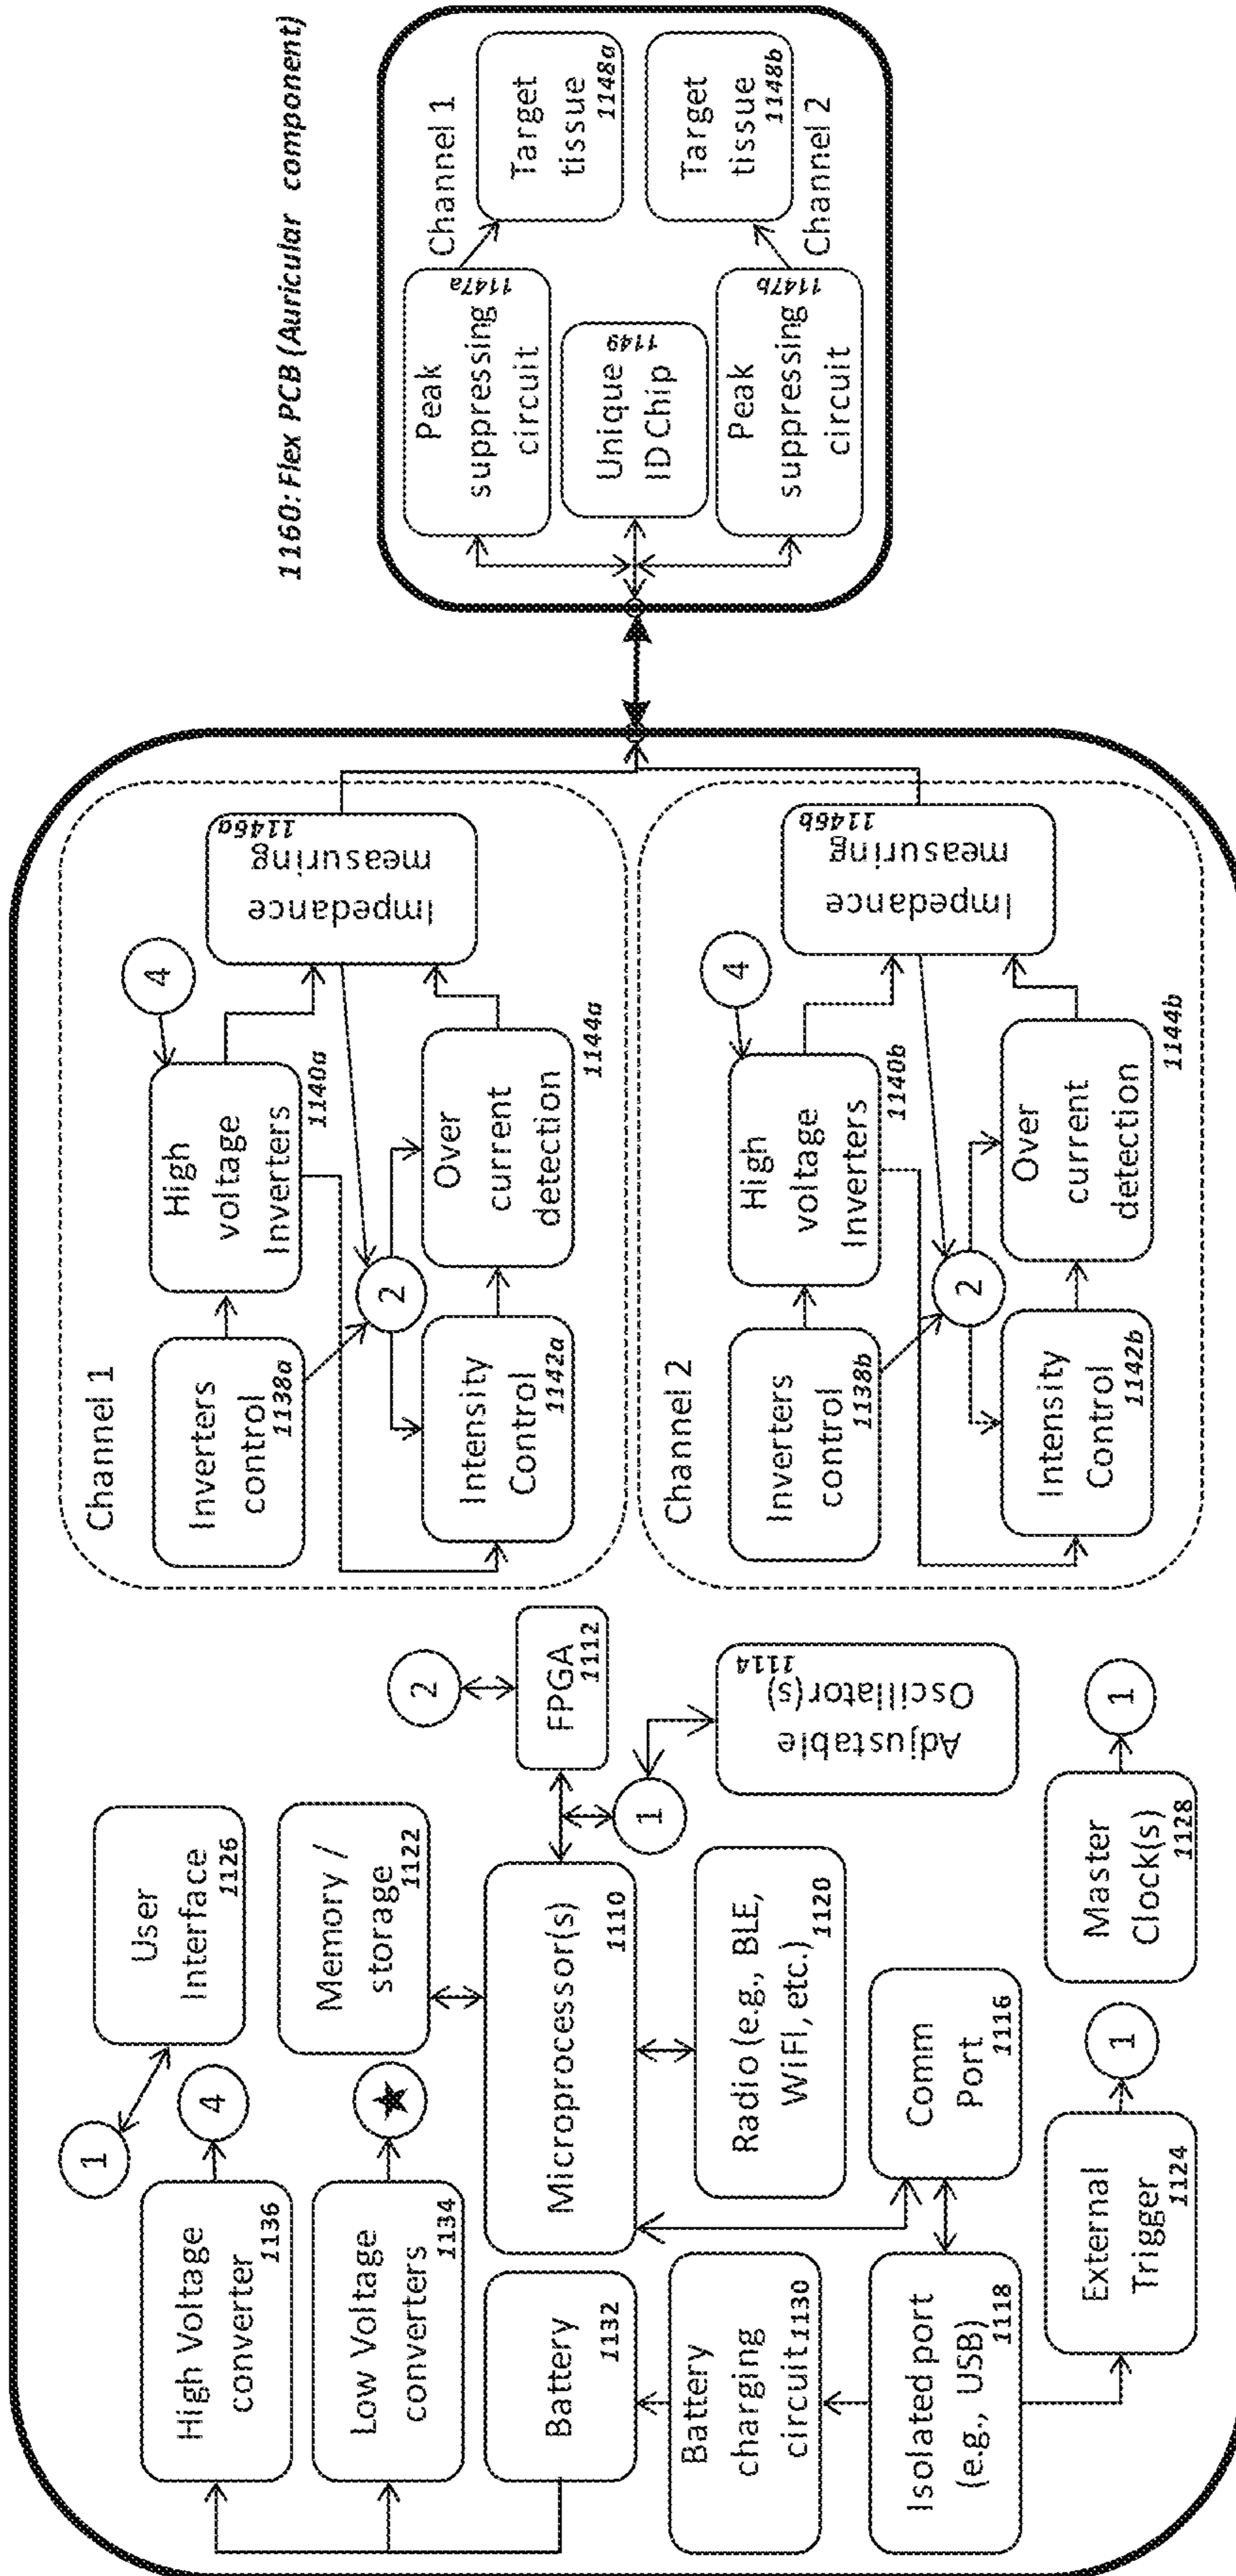 1160: Flex PCB (Auricular component)
1
User
Interface
1126
High Voltage
converter
1136
4
Low Voltage
converters
1134
★
Memory /
storage
1122
Battery
1132
Microprocessor(s)
1110
FPGA
1112
2
1
Adjustable
Oscillator(s)
1114
Battery
charging
circuit 1130
Radio (e.g., BLE,
WiFi, etc.)
1120
Isolated port
(e.g., USB)
1118
Comm
Port
1116
External
Trigger
1124
1
Master
Clock(s)
1128
1
Channel 1
Inverters
control
1138a
High
voltage
Inverters
1140a
4
2
Intensity
Control
1142a
Over
current
detection
1144a
Impedance
measuring
1146a
Channel 2
Inverters
control
1138b
High
voltage
Inverters
1140b
4
2
Intensity
Control
1142b
Over
current
detection
1144b
Impedance
measuring
1146b
Peak
suppressing
circuit
1147a
Channel 1
Target
tissue
1148a
Unique
ID Chip
1149
Peak
suppressing
circuit
1147b
Target
tissue
1148b
Channel 2